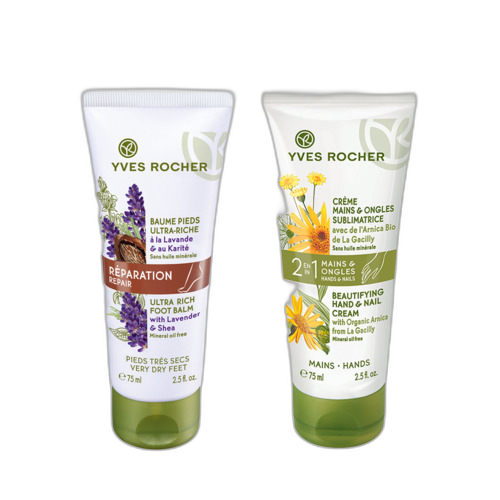 YVES ROCHER
BAUME PIEDS
ULTRA-RICHE
à la Lavande
& au Karité
Sans huile minérale
RÉPARATION
REPAIR
ULTRA RICH
FOOT BALM
with Lavender
& Shea
Mineral oil free
PIEDS TRÈS SECS
VERY DRY FEET
℮ 75 ml 2.5 fl. oz.
YVES ROCHER
CRÈME
MAINS & ONGLES
SUBLIMATRICE
avec de l'Arnica Bio
de La Gacilly
Sans huile minérale
2 EN IN 1
MAINS &
ONGLES
HANDS & NAILS
BEAUTIFYING
HAND & NAIL
CREAM
with Organic Arnica
from La Gacilly
Mineral oil free
MAINS - HANDS
℮ 75 ml 2.5 fl. oz.